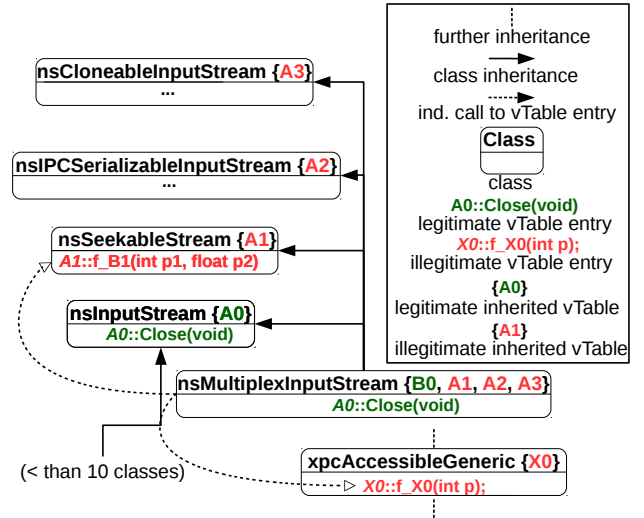 nsCloneableInputStream {A3}
...
nsIPCSerializableInputStream {A2}
...
nsSeekableStream {A1}
A1::f_B1(int p1, float p2)
nsInputStream {A0}
A0::Close(void)
nsMultiplexInputStream {B0, A1, A2, A3}
A0::Close(void)
(< than 10 classes)
xpcAccessibleGeneric {X0}
X0::f_X0(int p);
further inheritance
class inheritance
ind. call to vTable entry
Class
class
A0::Close(void)
legitimate vTable entry
X0::f_X0(int p);
illegitimate vTable entry
{A0}
legitimate inherited vTable
{A1}
illegitimate inherited vTable